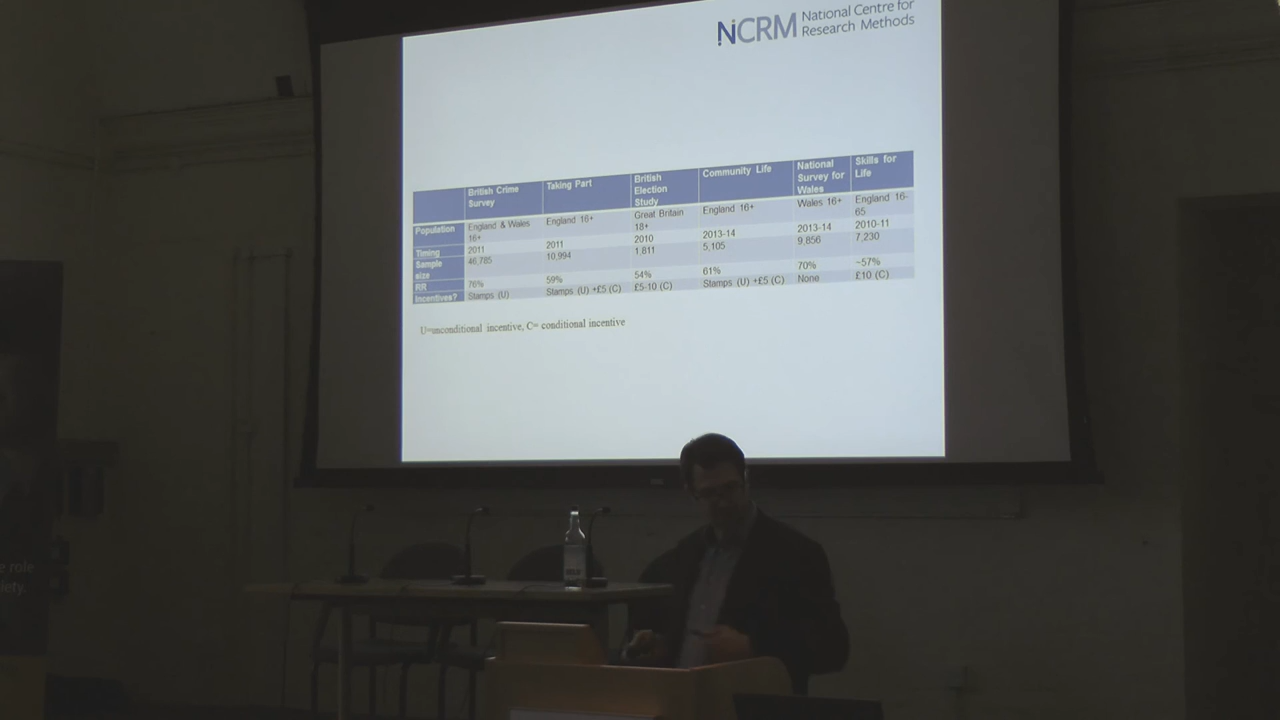 NCRM National Centre for
Research Methods
British Crime Survey Taking Part British Election Study Community Life National Survey for Wales Skills for Life
Population England & Wales 16+ England 16+ Great Britain 18+ England 16+ Wales 16+ England 16-65
Timing 2011 2011 2010 2013-14 2013-14 2010-11
Sample size 46,785 10,994 1,811 5,105 9,856 7,230
RR 76% 59% 54% 61% 70% ~57%
Incentives? Stamps (U) Stamps (U) +£5 (C) £5-10 (C) Stamps (U) +£5 (C) None £10 (C)
U=unconditional incentive, C= conditional incentive
role